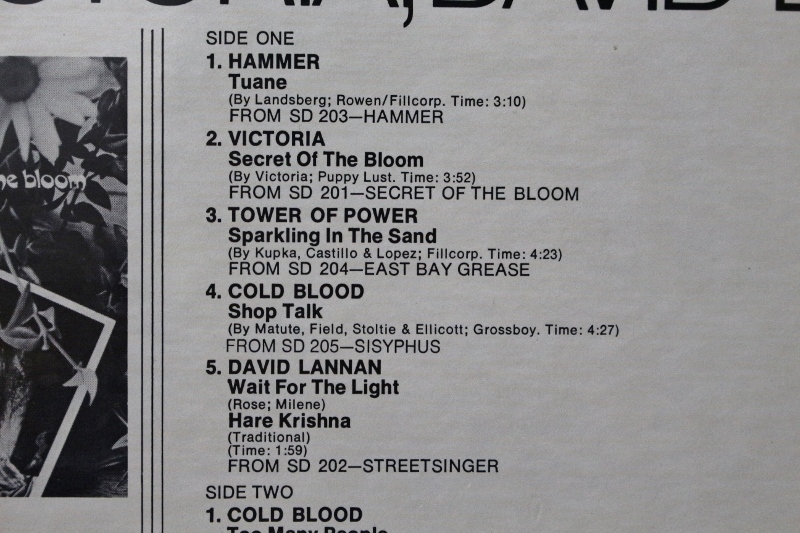 SIDE ONE
1. HAMMER
Tuane
(By Landsberg; Rowen/Fillcorp. Time: 3:10)
FROM SD 203—HAMMER
2. VICTORIA
Secret Of The Bloom
(By Victoria; Puppy Lust. Time: 3:52)
FROM SD 201—SECRET OF THE BLOOM
3. TOWER OF POWER
Sparkling In The Sand
(By Kupka, Castillo & Lopez; Fillcorp. Time: 4:23)
FROM SD 204—EAST BAY GREASE
4. COLD BLOOD
Shop Talk
(By Matute, Field, Stoltie & Ellicott; Grossboy. Time: 4:27)
FROM SD 205—SISYPHUS
5. DAVID LANNAN
Wait For The Light
(Rose; Milene)
Hare Krishna
(Traditional)
(Time: 1:59)
FROM SD 202—STREETSINGER
SIDE TWO
1. COLD BLOOD
Too Many People
bloom